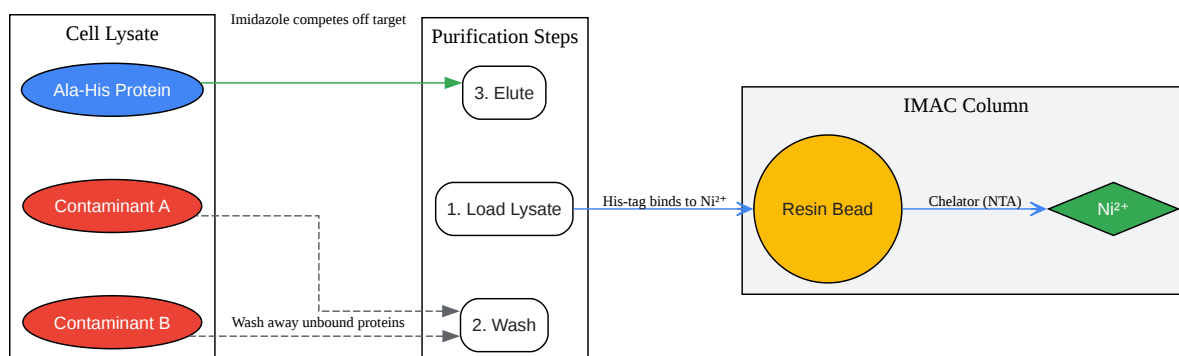 Cell Lysate
Imidazole competes off target
Purification Steps
Ala-His Protein
3. Elute
IMAC Column
Contaminant A
1. Load Lysate
His-tag binds to Ni²⁺
Resin Bead
Chelator (NTA)
Ni²⁺
Contaminant B
Wash away unbound proteins
2. Wash